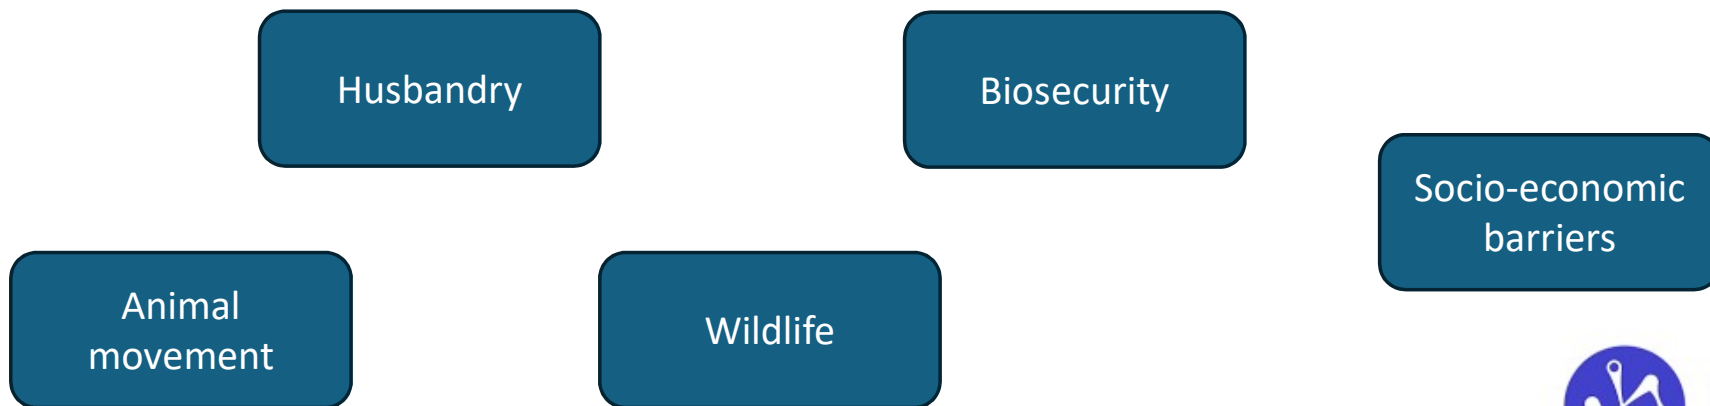 Husbandry
Biosecurity
Socio-economic
barriers
Animal
movement
Wildlife